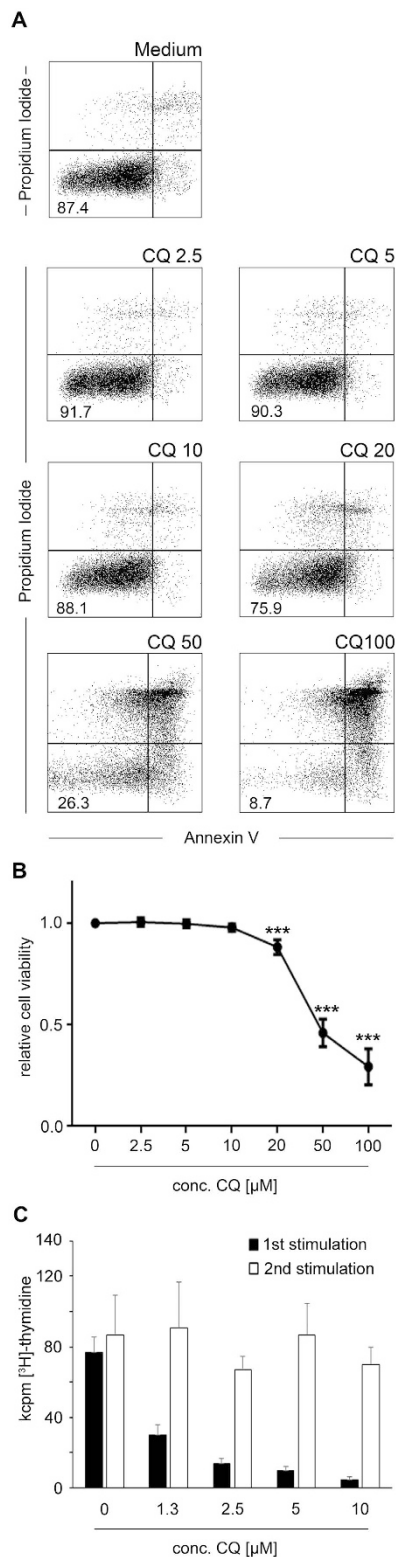 A
Medium
– Propidium Iodide –
87.4
CQ 2.5
CQ 5
91.7
90.3
CQ 10
CQ 20
Propidium Iodide
88.1
75.9
CQ 50
CQ100
26.3
8.7
Annexin V
B
relative cell viability
1.0
0.5
0.0
*** *** ***
0 2.5 5 10 20 50 100
conc. CQ [µM]
C
kcpm [³H]-thymidine
140
120
80
40
0
1st stimulation
2nd stimulation
0 1.3 2.5 5 10
conc. CQ [µM]